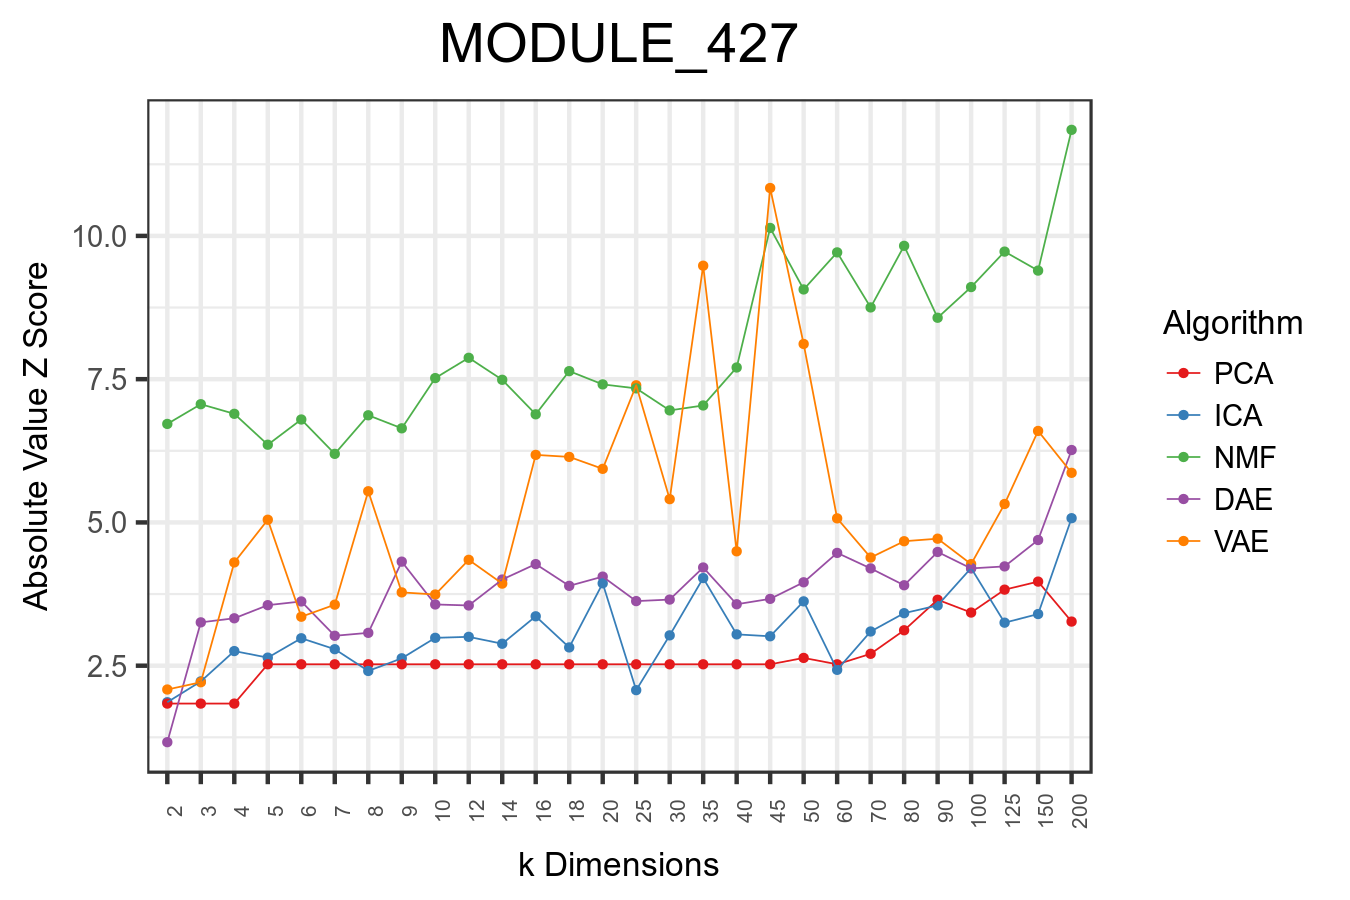 MODULE_427
Absolute Value Z Score
10.0
7.5
5.0
2.5
2 3 4 5 6 7 8 9 10 12 14 16 18 20 25 30 35 40 45 50 60 70 80 90 100 125 150 200
k Dimensions
Algorithm
PCA
ICA
NMF
DAE
VAE